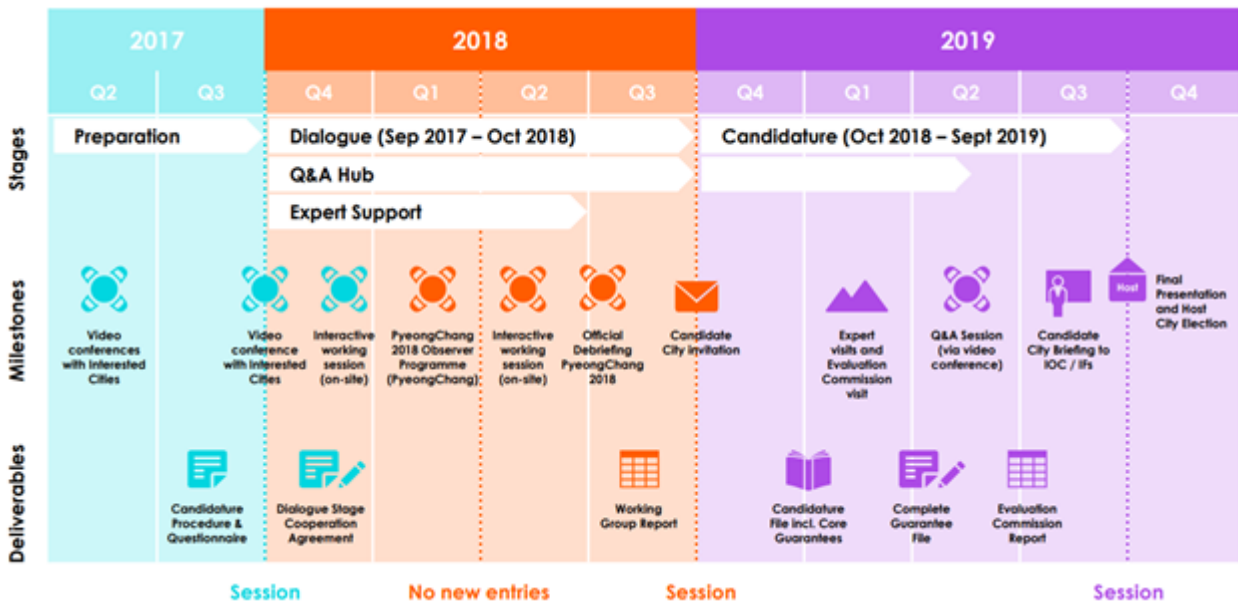 2017
2018
2019
Q2
Q3
Q4
Q1
Q2
Q3
Q4
Q1
Q2
Q3
Q4
Stages
Preparation
Dialogue (Sep 2017 – Oct 2018)
Candidature (Oct 2018 – Sept 2019)
Q&A Hub
Expert Support
Milestones
Video
conferences
with Interested
Cities
Video
conference
with Interested
Cities
Interactive
working
session
(on-site)
PyeongChang
2018 Observer
Programme
(PyeongChang)
Interactive
working
session
(on-site)
Official
Debriefing
PyeongChang
2018
Candidate
City invitation
Expert
visits and
Evaluation
Commission
visit
Q&A Session
(via video
conference)
Candidate
City Briefing to
IOC / IFs
Host
Final
Presentation
and Host
City Election
Deliverables
Candidature
Procedure &
Questionnaire
Dialogue Stage
Cooperation
Agreement
Working
Group Report
Candidature
File incl. Core
Guarantees
Complete
Guarantee
File
Evaluation
Commission
Report
Session
No new entries
Session
Session